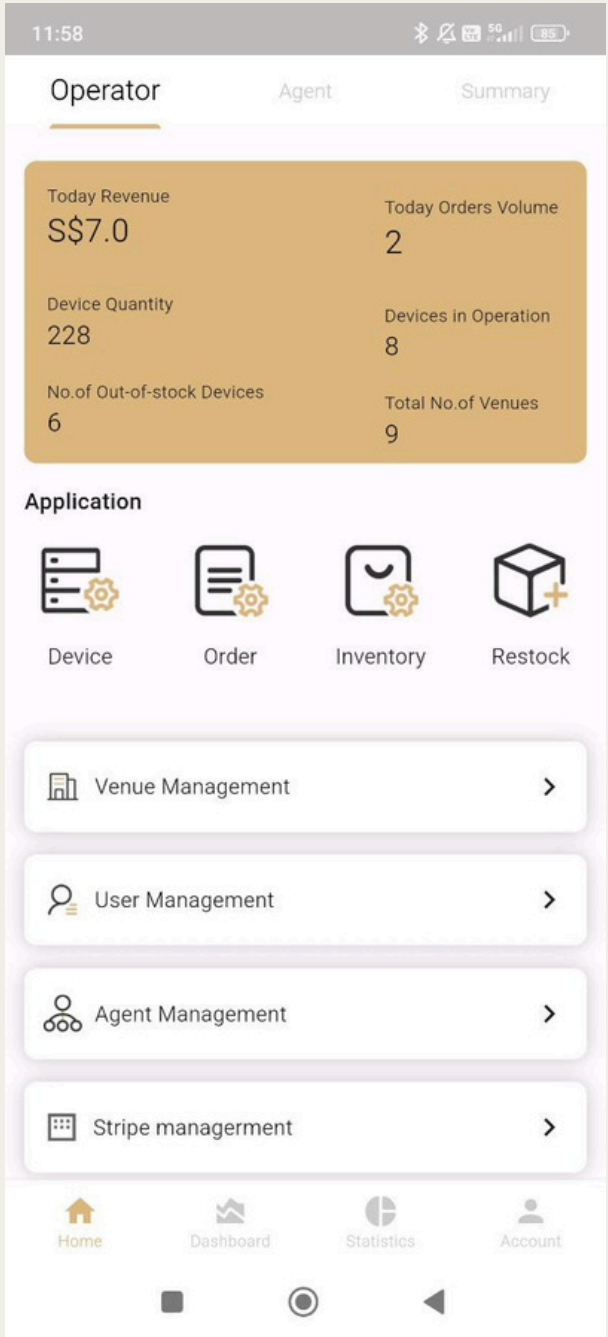 11:58
5G
85
Operator Agent Summary
Today Revenue
S$7.0
Today Orders Volume
2
Device Quantity
228
Devices in Operation
8
No.of Out-of-stock Devices
6
Total No.of Venues
9
Application
Device Order Inventory Restock
Venue Management
User Management
Agent Management
Stripe managerment
Home Dashboard Statistics Account